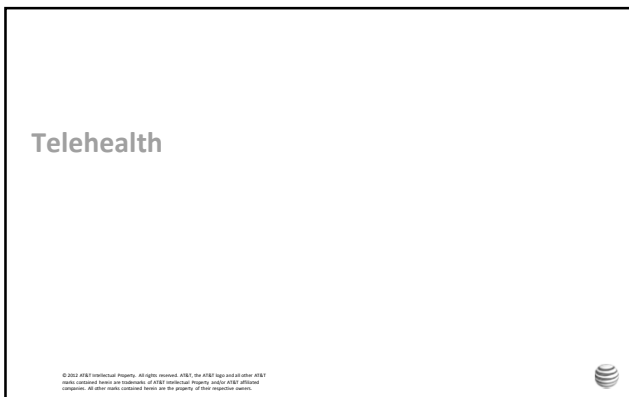 Telehealth
© 2012 AT&T Intellectual Property. All rights reserved. AT&T, the AT&T logo and all other AT&T
marks contained herein are trademarks of AT&T Intellectual Property and/or AT&T affiliated
companies. All other marks contained herein are the property of their respective owners.